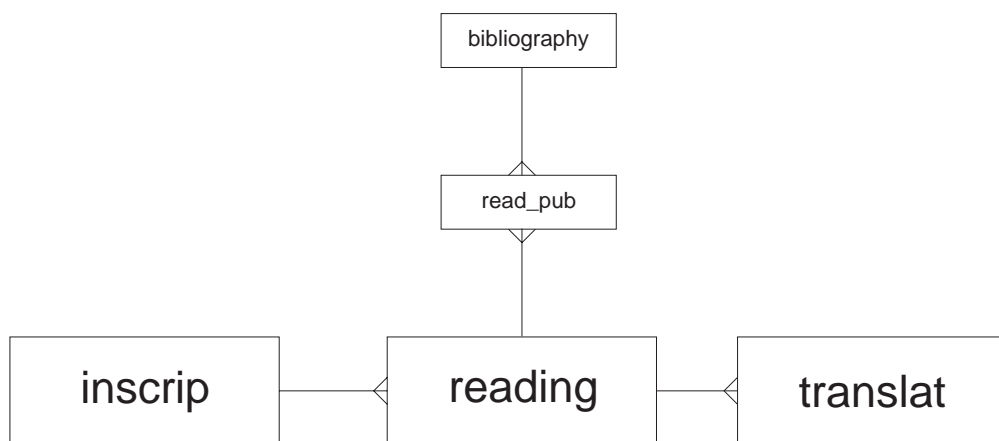 bibliography
read_pub
inscrip
reading
translat